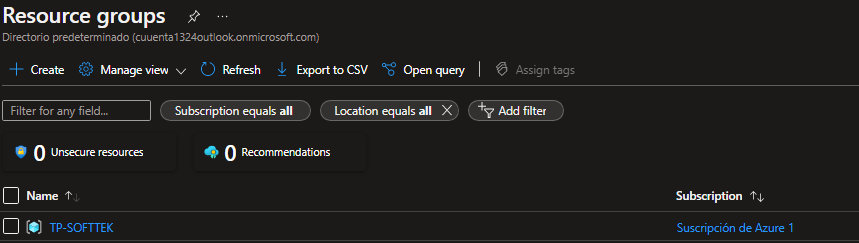 Resource groups
Directorio predeterminado (cuuenta1324outlook.onmicrosoft.com)
Create Manage view Refresh Export to CSV Open query Assign tags
Filter for any field... Subscription equals all Location equals all Add filter
0 Unsecure resources 0 Recommendations
Name Subscription
TP-SOFTTEK Suscripción de Azure 1